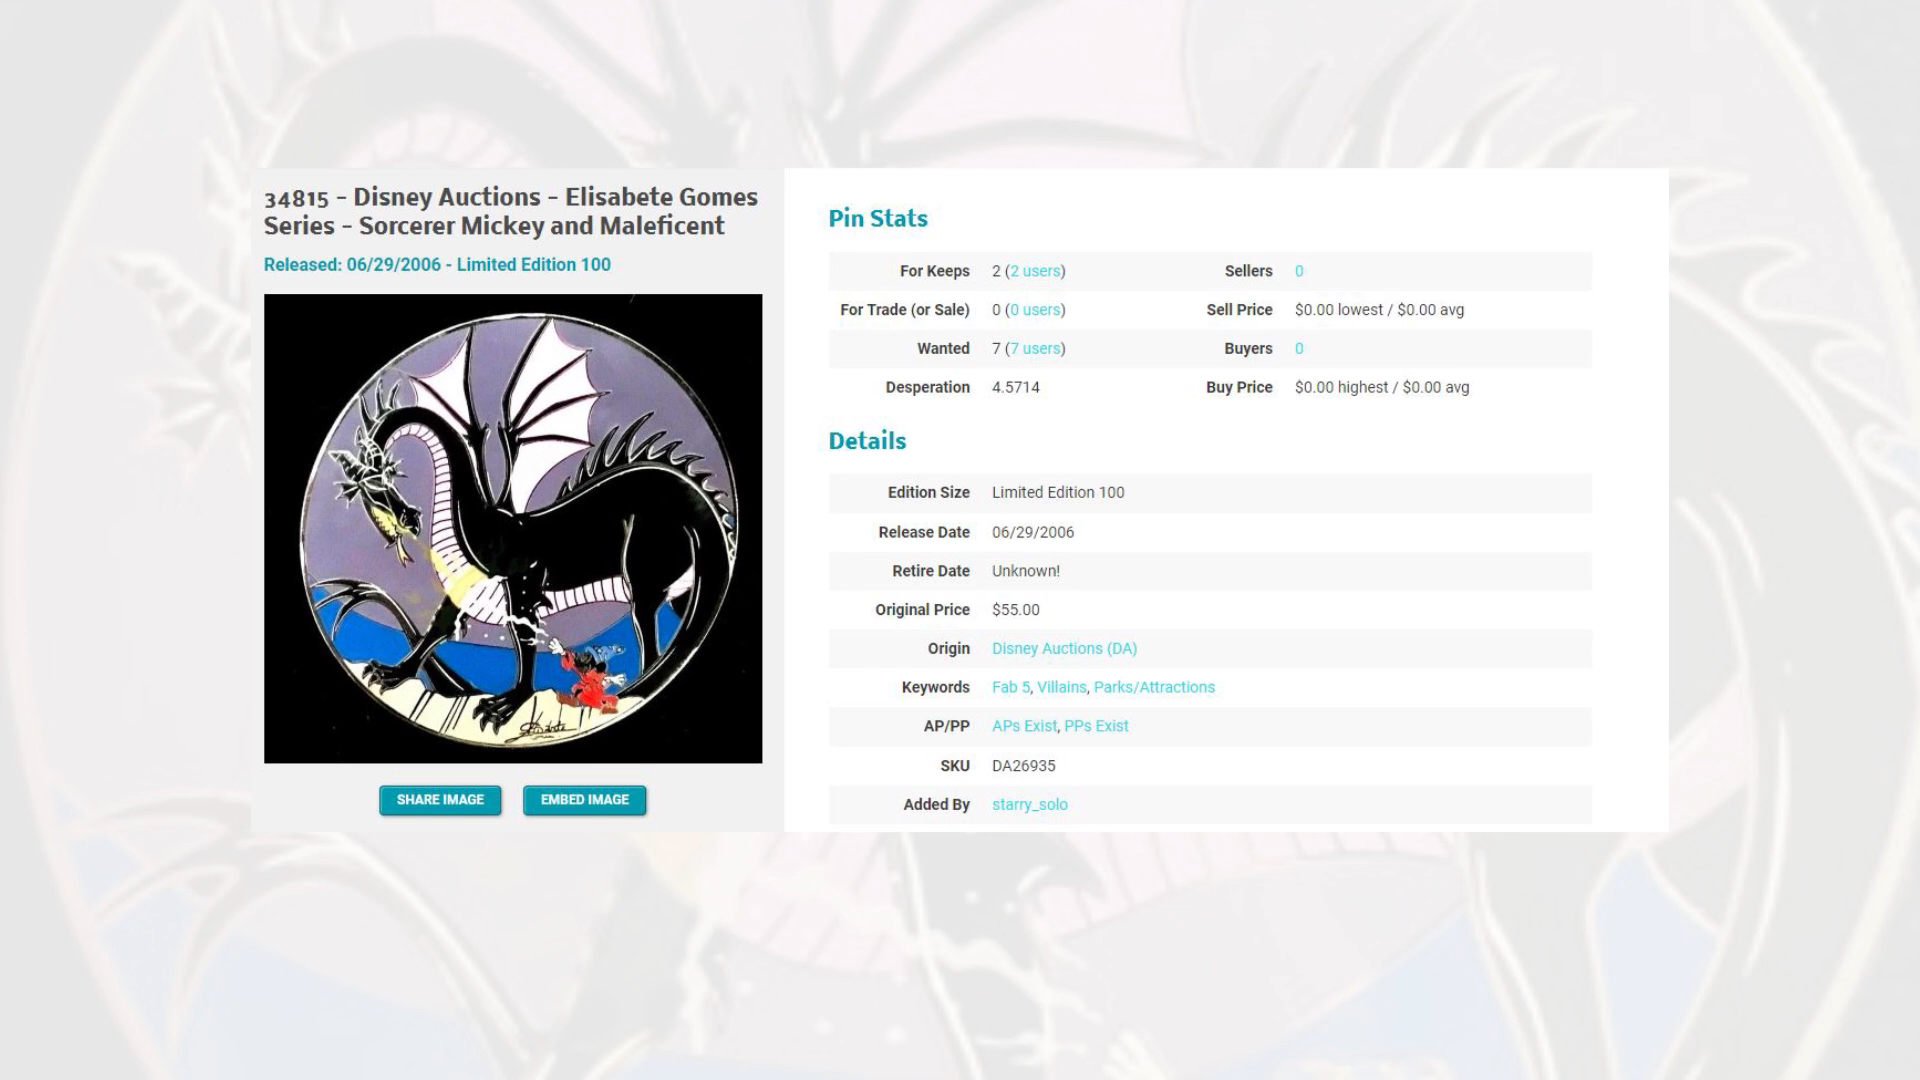 34815 - Disney Auctions - Elisabete Gomes
Series - Sorcerer Mickey and Maleficent
Released: 06/29/2006 - Limited Edition 100
SHARE IMAGE EMBED IMAGE
Pin Stats
For Keeps 2 (2 users) Sellers 0
For Trade (or Sale) 0 (0 users) Sell Price $0.00 lowest / $0.00 avg
Wanted 7 (7 users) Buyers 0
Desperation 4.5714 Buy Price $0.00 highest / $0.00 avg
Details
Edition Size Limited Edition 100
Release Date 06/29/2006
Retire Date Unknown!
Original Price $55.00
Origin Disney Auctions (DA)
Keywords Fab 5, Villains, Parks/Attractions
AP/PP APs Exist, PPs Exist
SKU DA26935
Added By starry_solo